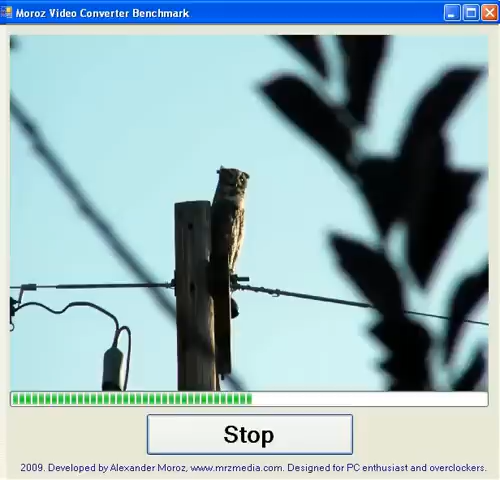 Moroz Video Converter Benchmark
Stop
2009. Developed by Alexander Moroz, www.mrzmedia.com. Designed for PC enthusiast and overclockers.